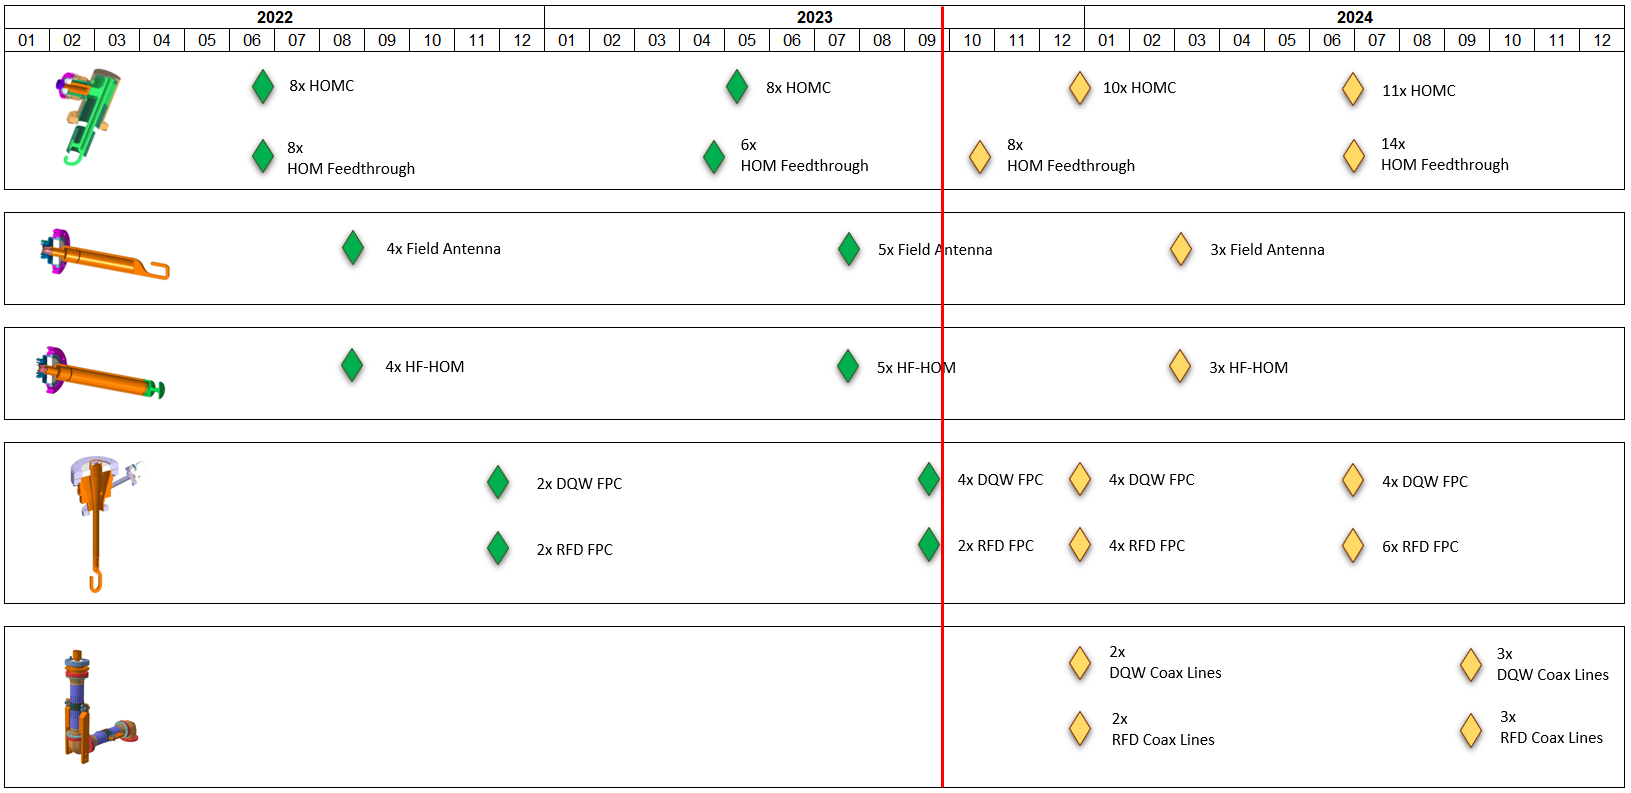 2022 2023 2024
01 02 03 04 05 06 07 08 09 10 11 12 01 02 03 04 05 06 07 08 09 10 11 12 01 02 03 04 05 06 07 08 09 10 11 12
8x HOMC 8x HOMC 10x HOMC 11x HOMC
8x
HOM Feedthrough
6x
HOM Feedthrough
8x
HOM Feedthrough
14x
HOM Feedthrough
4x Field Antenna 5x Field Antenna 3x Field Antenna
4x HF-HOM 5x HF-HOM 3x HF-HOM
2x DQW FPC 4x DQW FPC 4x DQW FPC 4x DQW FPC
2x RFD FPC 2x RFD FPC 4x RFD FPC 6x RFD FPC
2x
DQW Coax Lines
3x
DQW Coax Lines
2x
RFD Coax Lines
3x
RFD Coax Lines